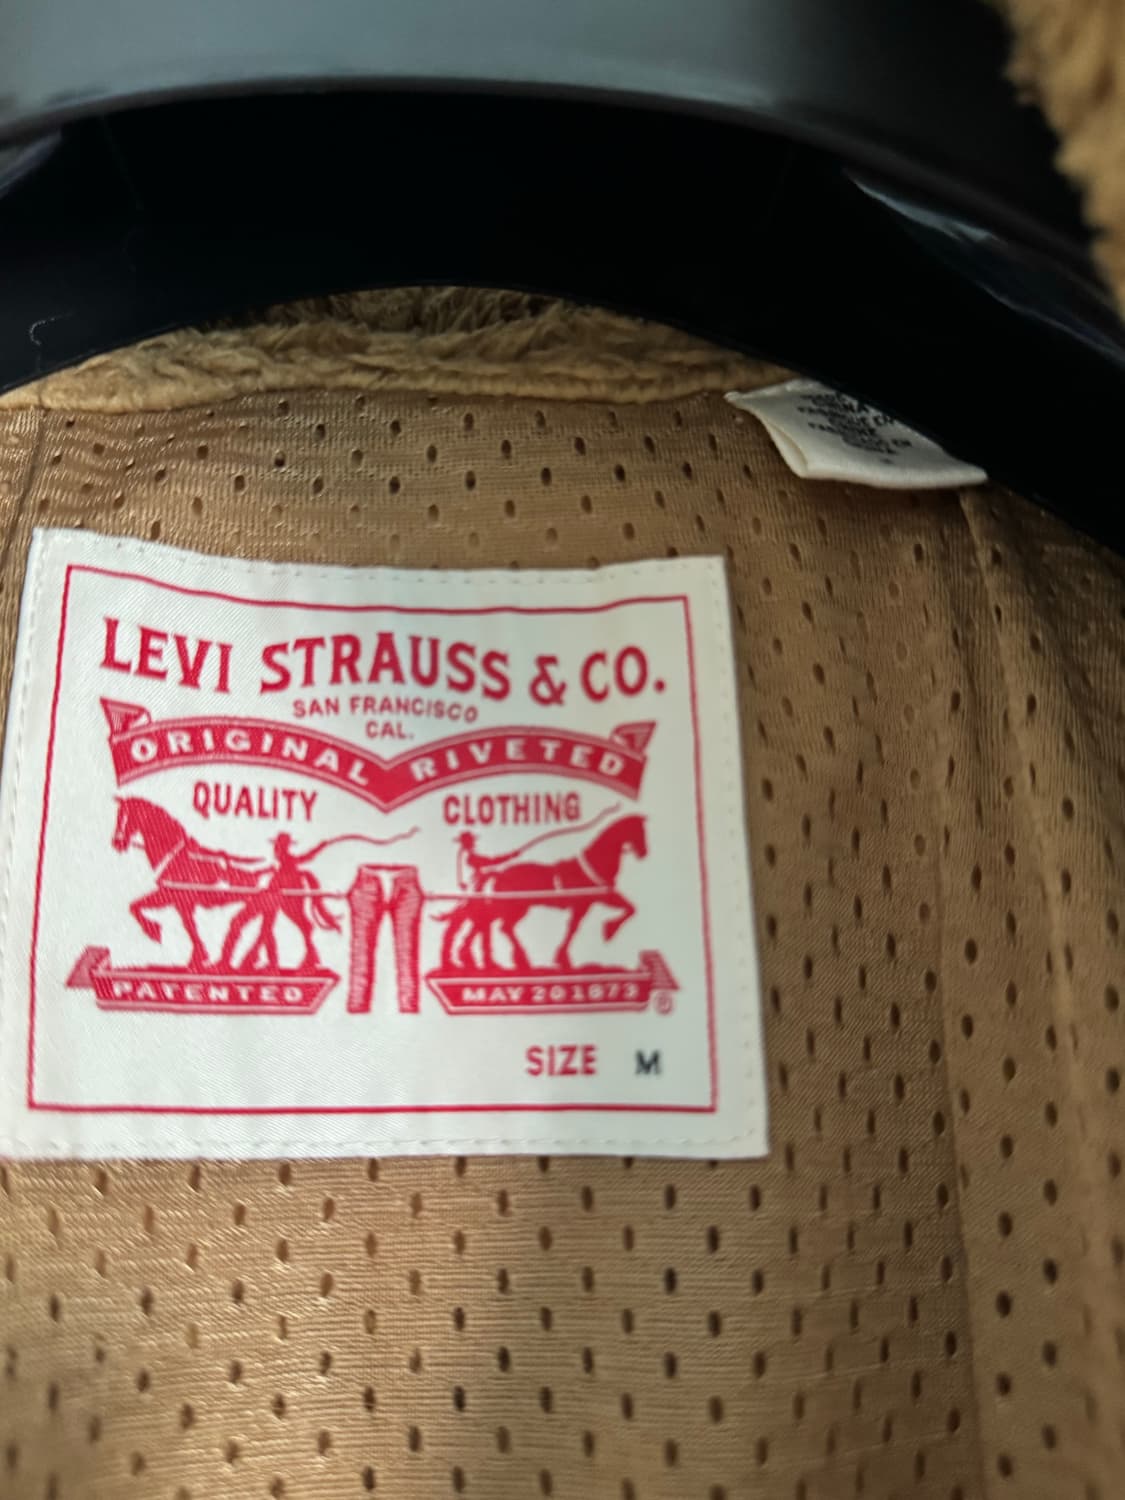 LEVI STRAUSS & CO.
SAN FRANCISCO
CAL.
ORIGINAL RIVETED
QUALITY CLOTHING
PATENTED MAY 20 1873
®
SIZE M